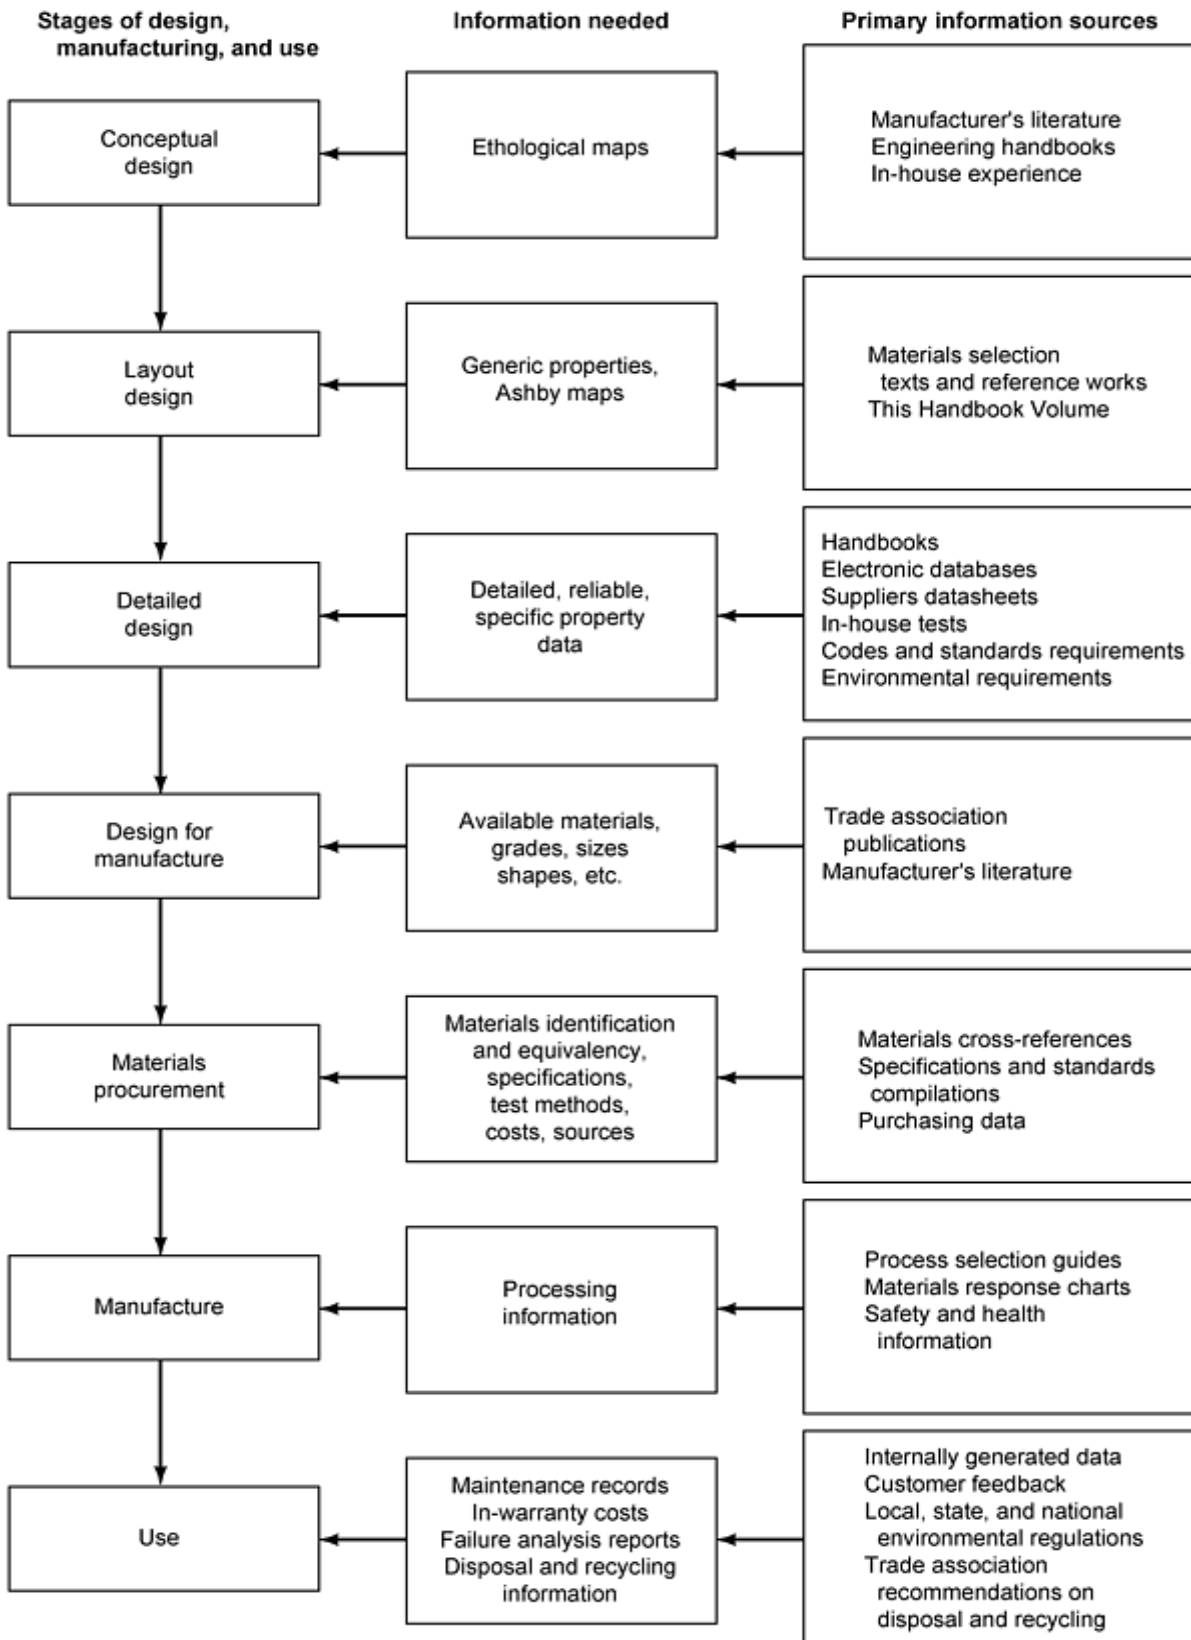 Stages of design,
manufacturing, and use
Information needed
Primary information sources
Conceptual
design
Ethological maps
Manufacturer's literature
Engineering handbooks
In-house experience
Layout
design
Generic properties,
Ashby maps
Materials selection
texts and reference works
This Handbook Volume
Detailed
design
Detailed, reliable,
specific property
data
Handbooks
Electronic databases
Suppliers datasheets
In-house tests
Codes and standards requirements
Environmental requirements
Design for
manufacture
Available materials,
grades, sizes
shapes, etc.
Trade association
publications
Manufacturer's literature
Materials
procurement
Materials identification
and equivalency,
specifications,
test methods,
costs, sources
Materials cross-references
Specifications and standards
compilations
Purchasing data
Manufacture
Processing
information
Process selection guides
Materials response charts
Safety and health
information
Use
Maintenance records
In-warranty costs
Failure analysis reports
Disposal and recycling
information
Internally generated data
Customer feedback
Local, state, and national
environmental regulations
Trade association
recommendations on
disposal and recycling